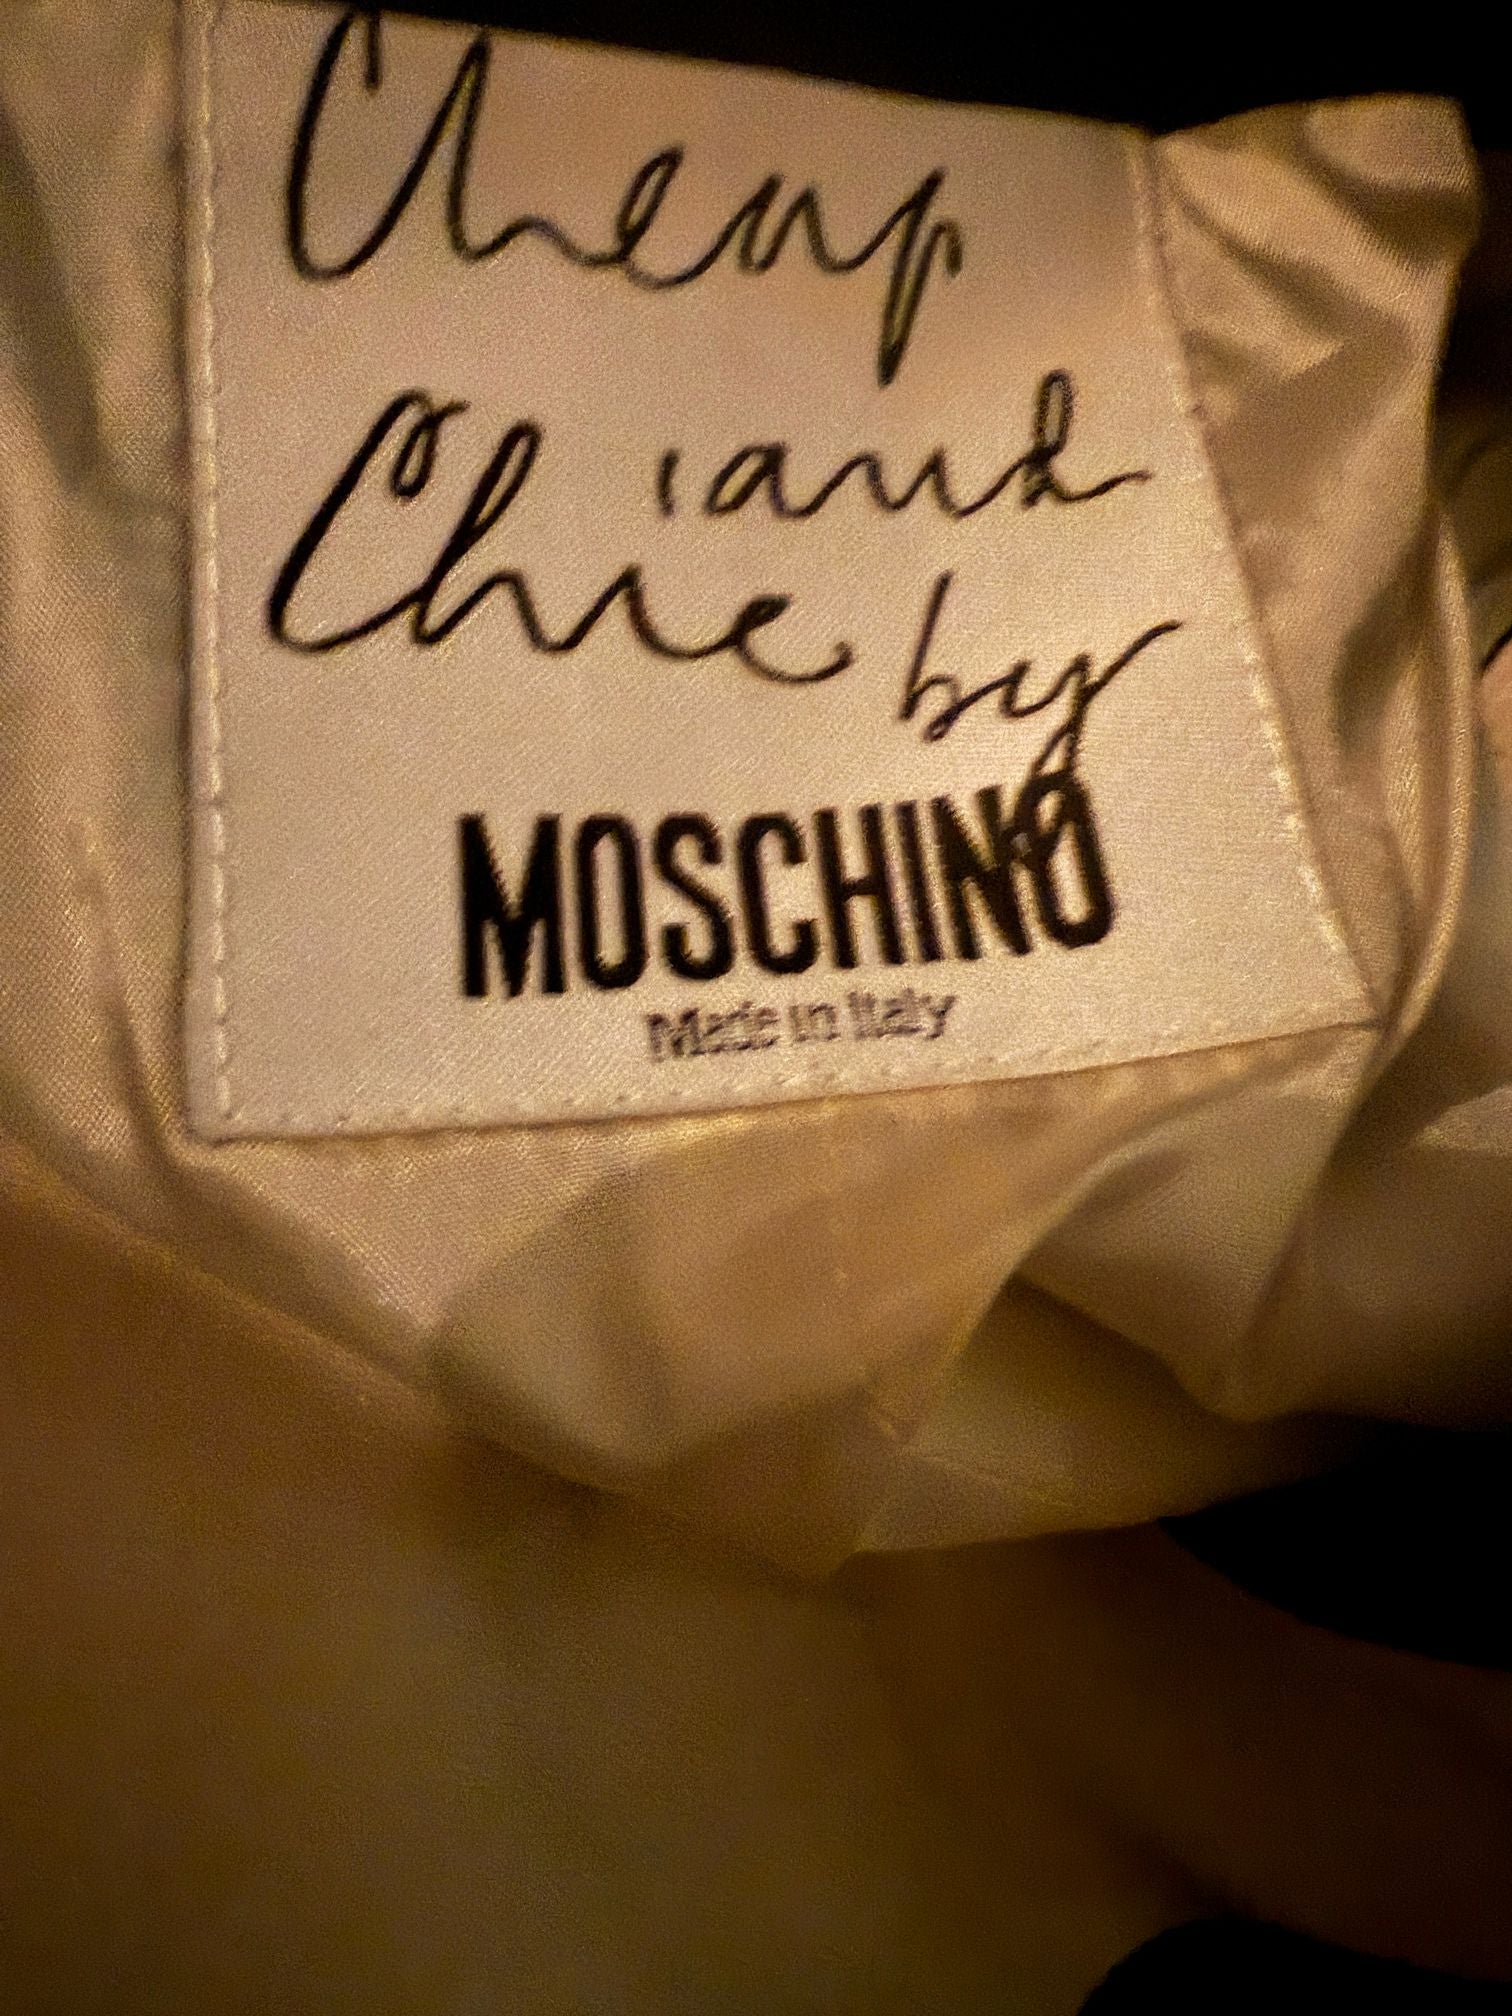 Cheap
and
Chic by
MOSCHINO
Made in Italy